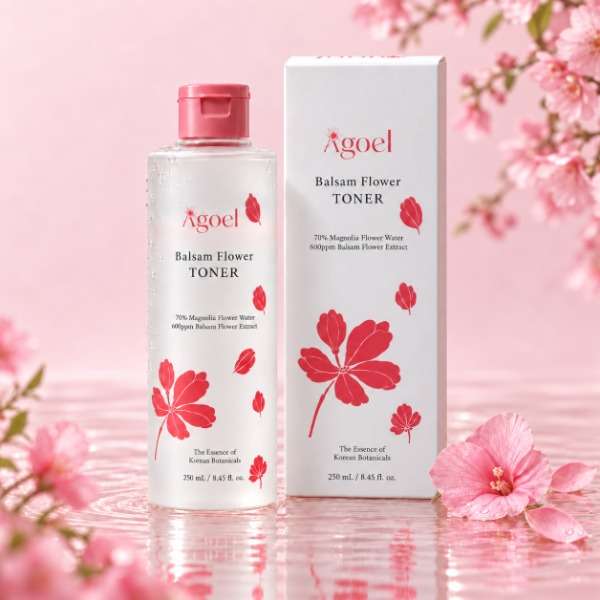 Agoel
Balsam Flower
TONER
70% Magnolia Flower Water
600ppm Balsam Flower Extract
The Essence of
Korean Botanicals
250 mL / 8.45 fl. oz.
Agoel
Balsam Flower
TONER
70% Magnolia Flower Water
600ppm Balsam Flower Extract
The Essence of
Korean Botanicals
250 mL / 8.45 fl. oz.